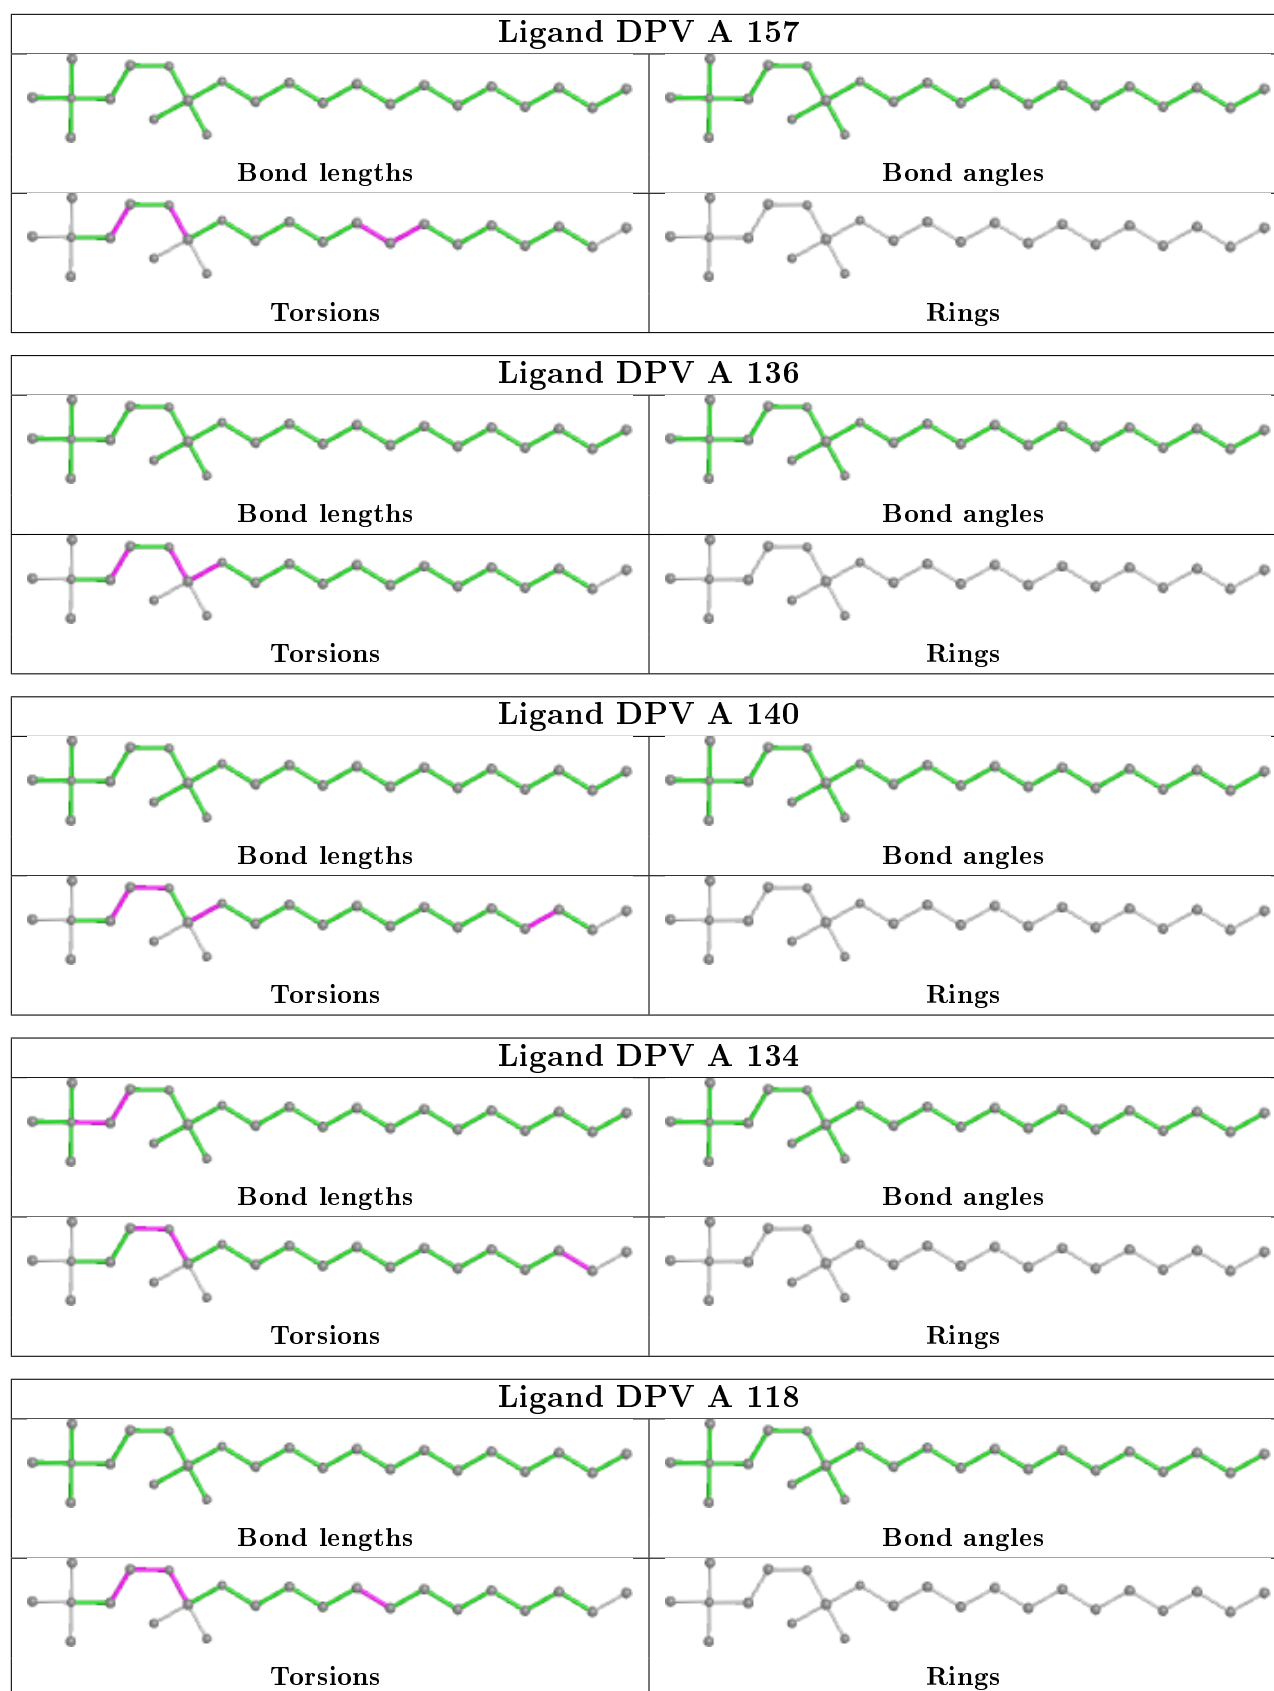 Ligand DPV A 157
Bond lengths
Bond angles
Torsions
Rings
Ligand DPV A 136
Bond lengths
Bond angles
Torsions
Rings
Ligand DPV A 140
Bond lengths
Bond angles
Torsions
Rings
Ligand DPV A 134
Bond lengths
Bond angles
Torsions
Rings
Ligand DPV A 118
Bond lengths
Bond angles
Torsions
Rings